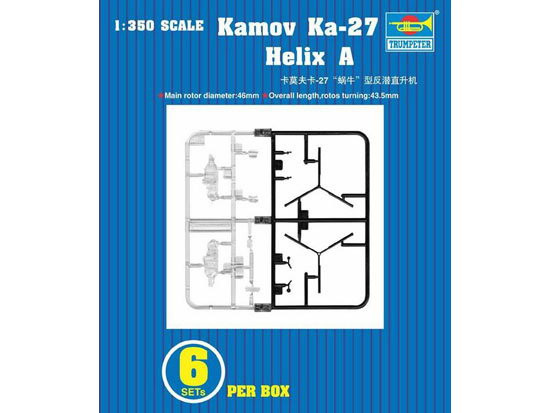 1:350 SCALE
Kamov Ka-27
Helix A
TRUMPETER
卡莫夫卡-27 “蜗牛” 型反潜直升机
Main rotor diameter:46mm Overall length,rotos turning:43.5mm
6
SETs
PER BOX